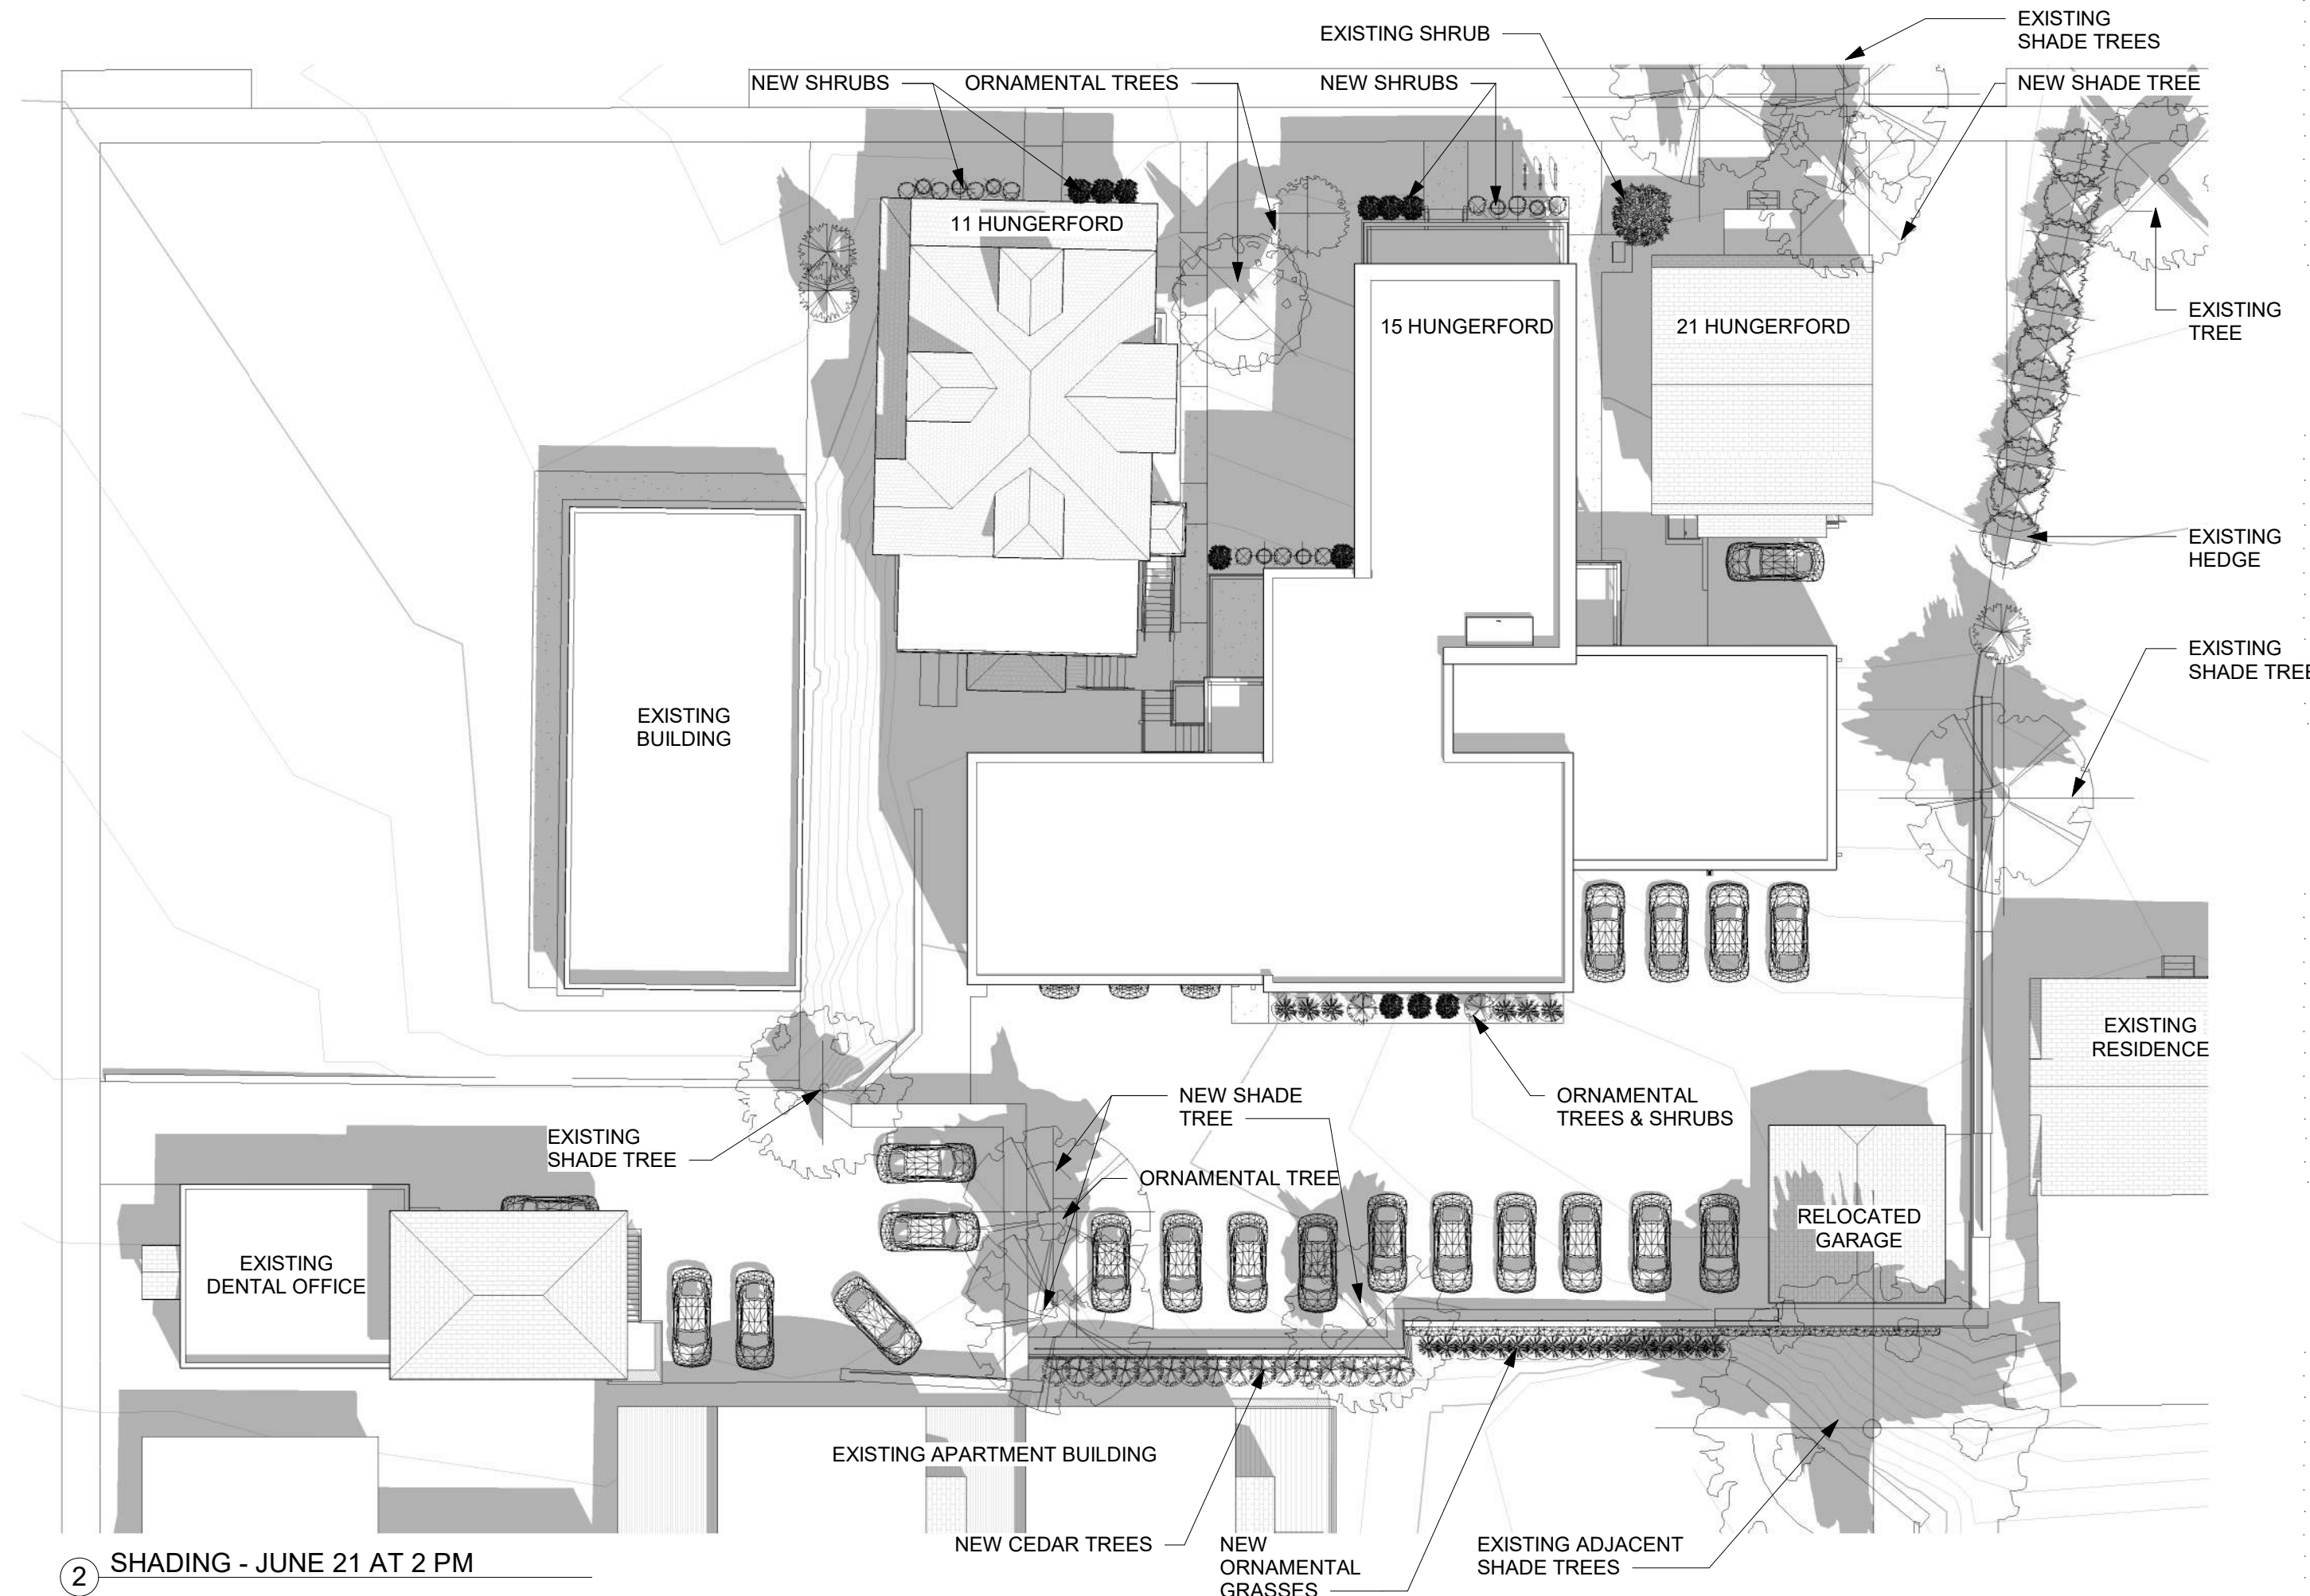 EXISTING
SHADE TREES
EXISTING SHRUB
NEW SHRUBS
ORNAMENTAL TREES
NEW SHRUBS
NEW SHADE TREE
11 HUNGERFORD
15 HUNGERFORD
21 HUNGERFORD
EXISTING
TREE
EXISTING
HEDGE
EXISTING
SHADE TREE
EXISTING
BUILDING
EXISTING
RESIDENCE
NEW SHADE
TREE
ORNAMENTAL
TREES & SHRUBS
EXISTING
SHADE TREE
ORNAMENTAL TREE
RELOCATED
GARAGE
EXISTING
DENTAL OFFICE
EXISTING APARTMENT BUILDING
NEW CEDAR TREES
NEW
ORNAMENTAL
GRASSES
EXISTING ADJACENT
SHADE TREES
2 SHADING - JUNE 21 AT 2 PM